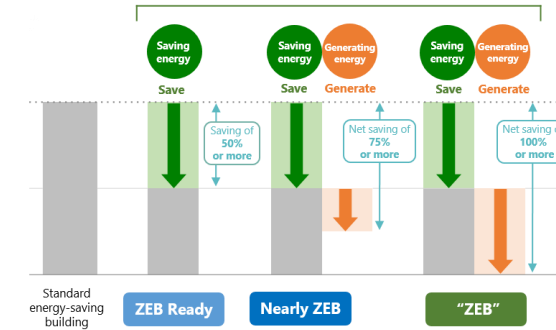 Saving
energy
Save
Saving
energy
Save
Generating
energy
Generate
Saving
energy
Save
Generating
energy
Generate
Saving of
50%
or more
Net saving of
75%
or more
Net saving
100%
or more
Standard
energy-saving
building
ZEB Ready
Nearly ZEB
“ZEB”